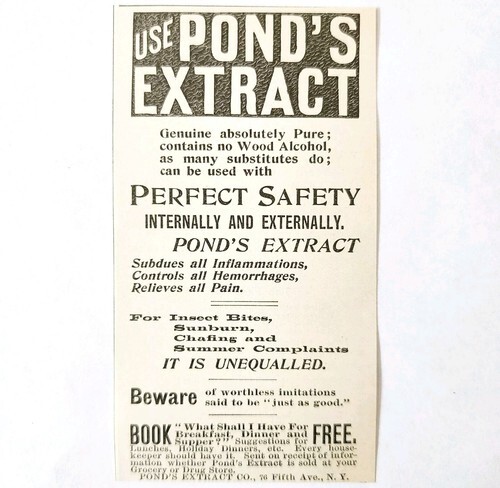 USE POND'S
EXTRACT
Genuine absolutely Pure;
contains no Wood Alcohol,
as many substitutes do;
can be used with
PERFECT SAFETY
INTERNALLY AND EXTERNALLY.
POND'S EXTRACT
Subdues all Inflammations,
Controls all Hemorrhages,
Relieves all Pain.
For Insect Bites,
Sunburn,
Chafing and
Summer Complaints
IT IS UNEQUALLED.
Beware of worthless imitations
said to be "just as good."
BOOK "What Shall I Have For
Breakfast, Dinner and
Supper?" Suggestions for FREE.
Lunches, Holiday Dinners, etc. Every house-
keeper should have it. Sent on receipt of infor-
mation whether Pond's Extract is sold at your
Grocery or Drug Store.
POND'S EXTRACT CO., 76 Fifth Ave., N. Y.